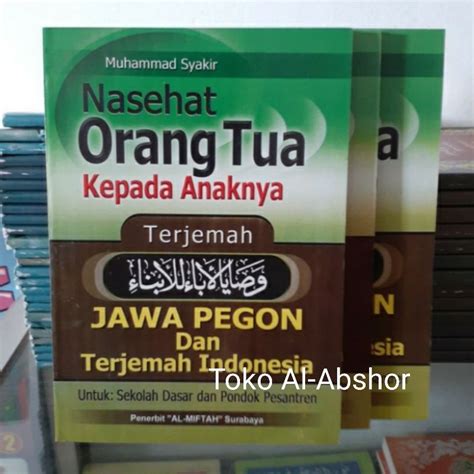 Muhammad Syakir
Nasehat
Orang Tua
Kepada Anaknya
Terjemah
وصايا الآباء للأبناء
JAWA PEGON
Dan
Terjemah Indonesia
Untuk: Sekolah Dasar dan Pondok Pesantren
Penerbit "AL-MIFTAH" Surabaya
a
a
esia
Toko Al-Abshor